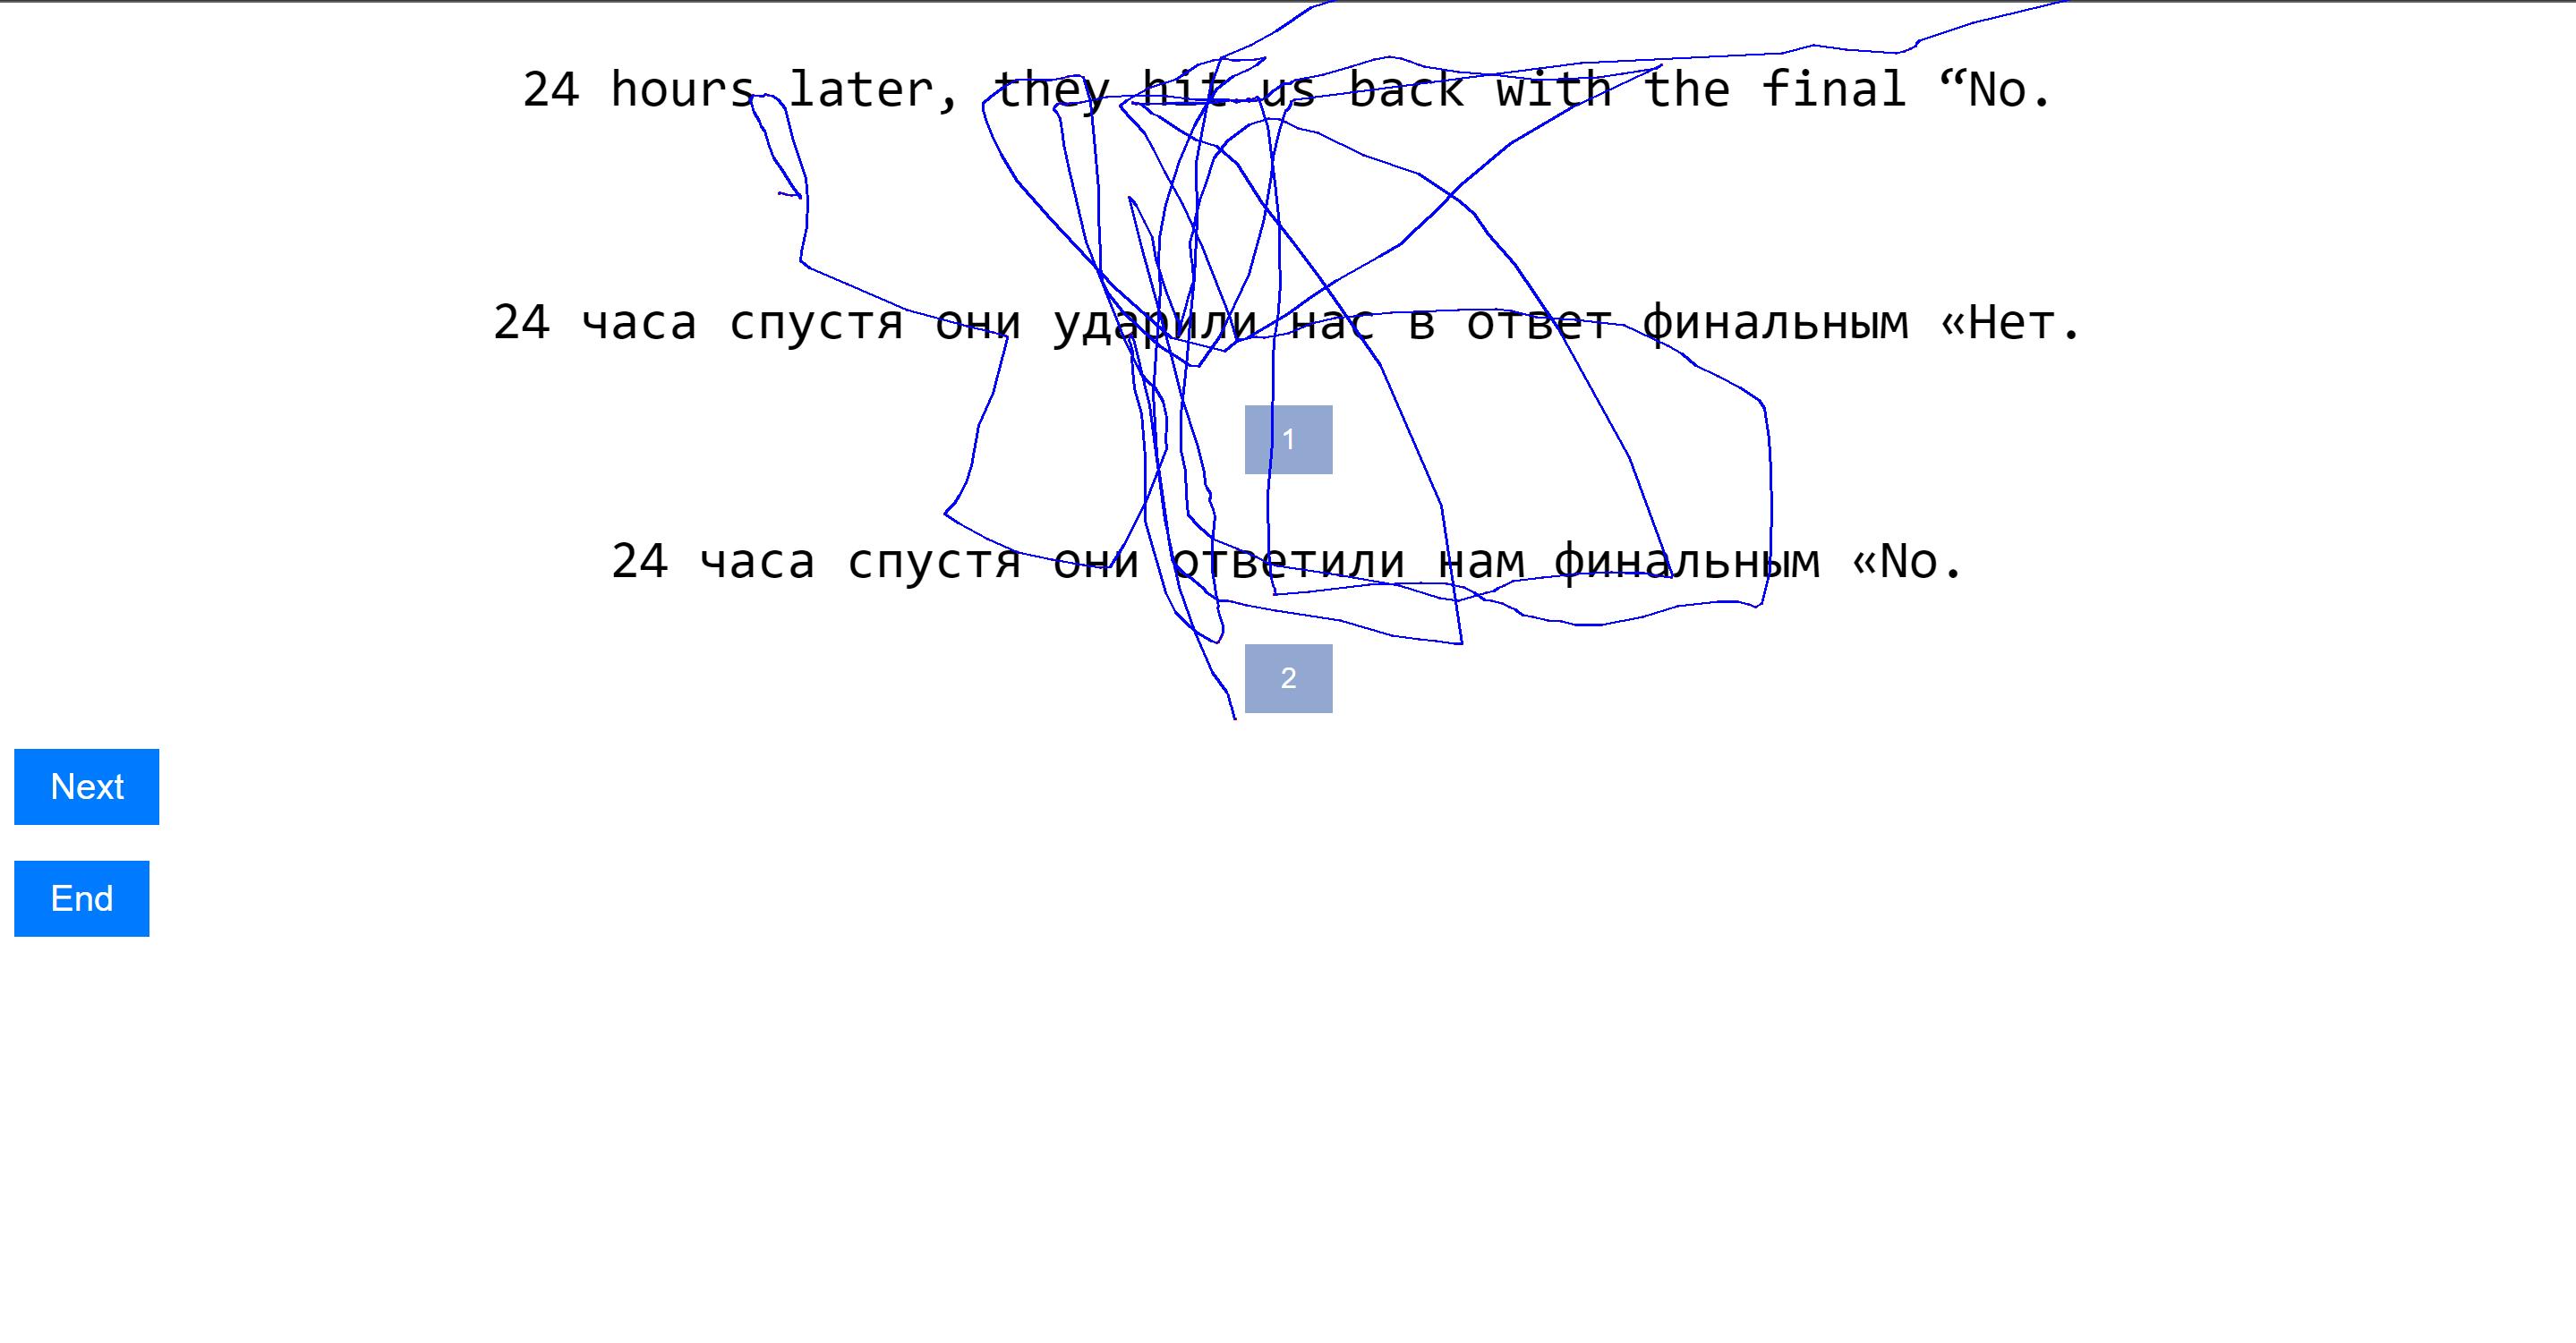 24 hours later, they hit us back with the final “No.
24 часа спустя они ударили нас в ответ финальным «Нет.
1
24 часа спустя они ответили нам финальным «No.
2
Next
End